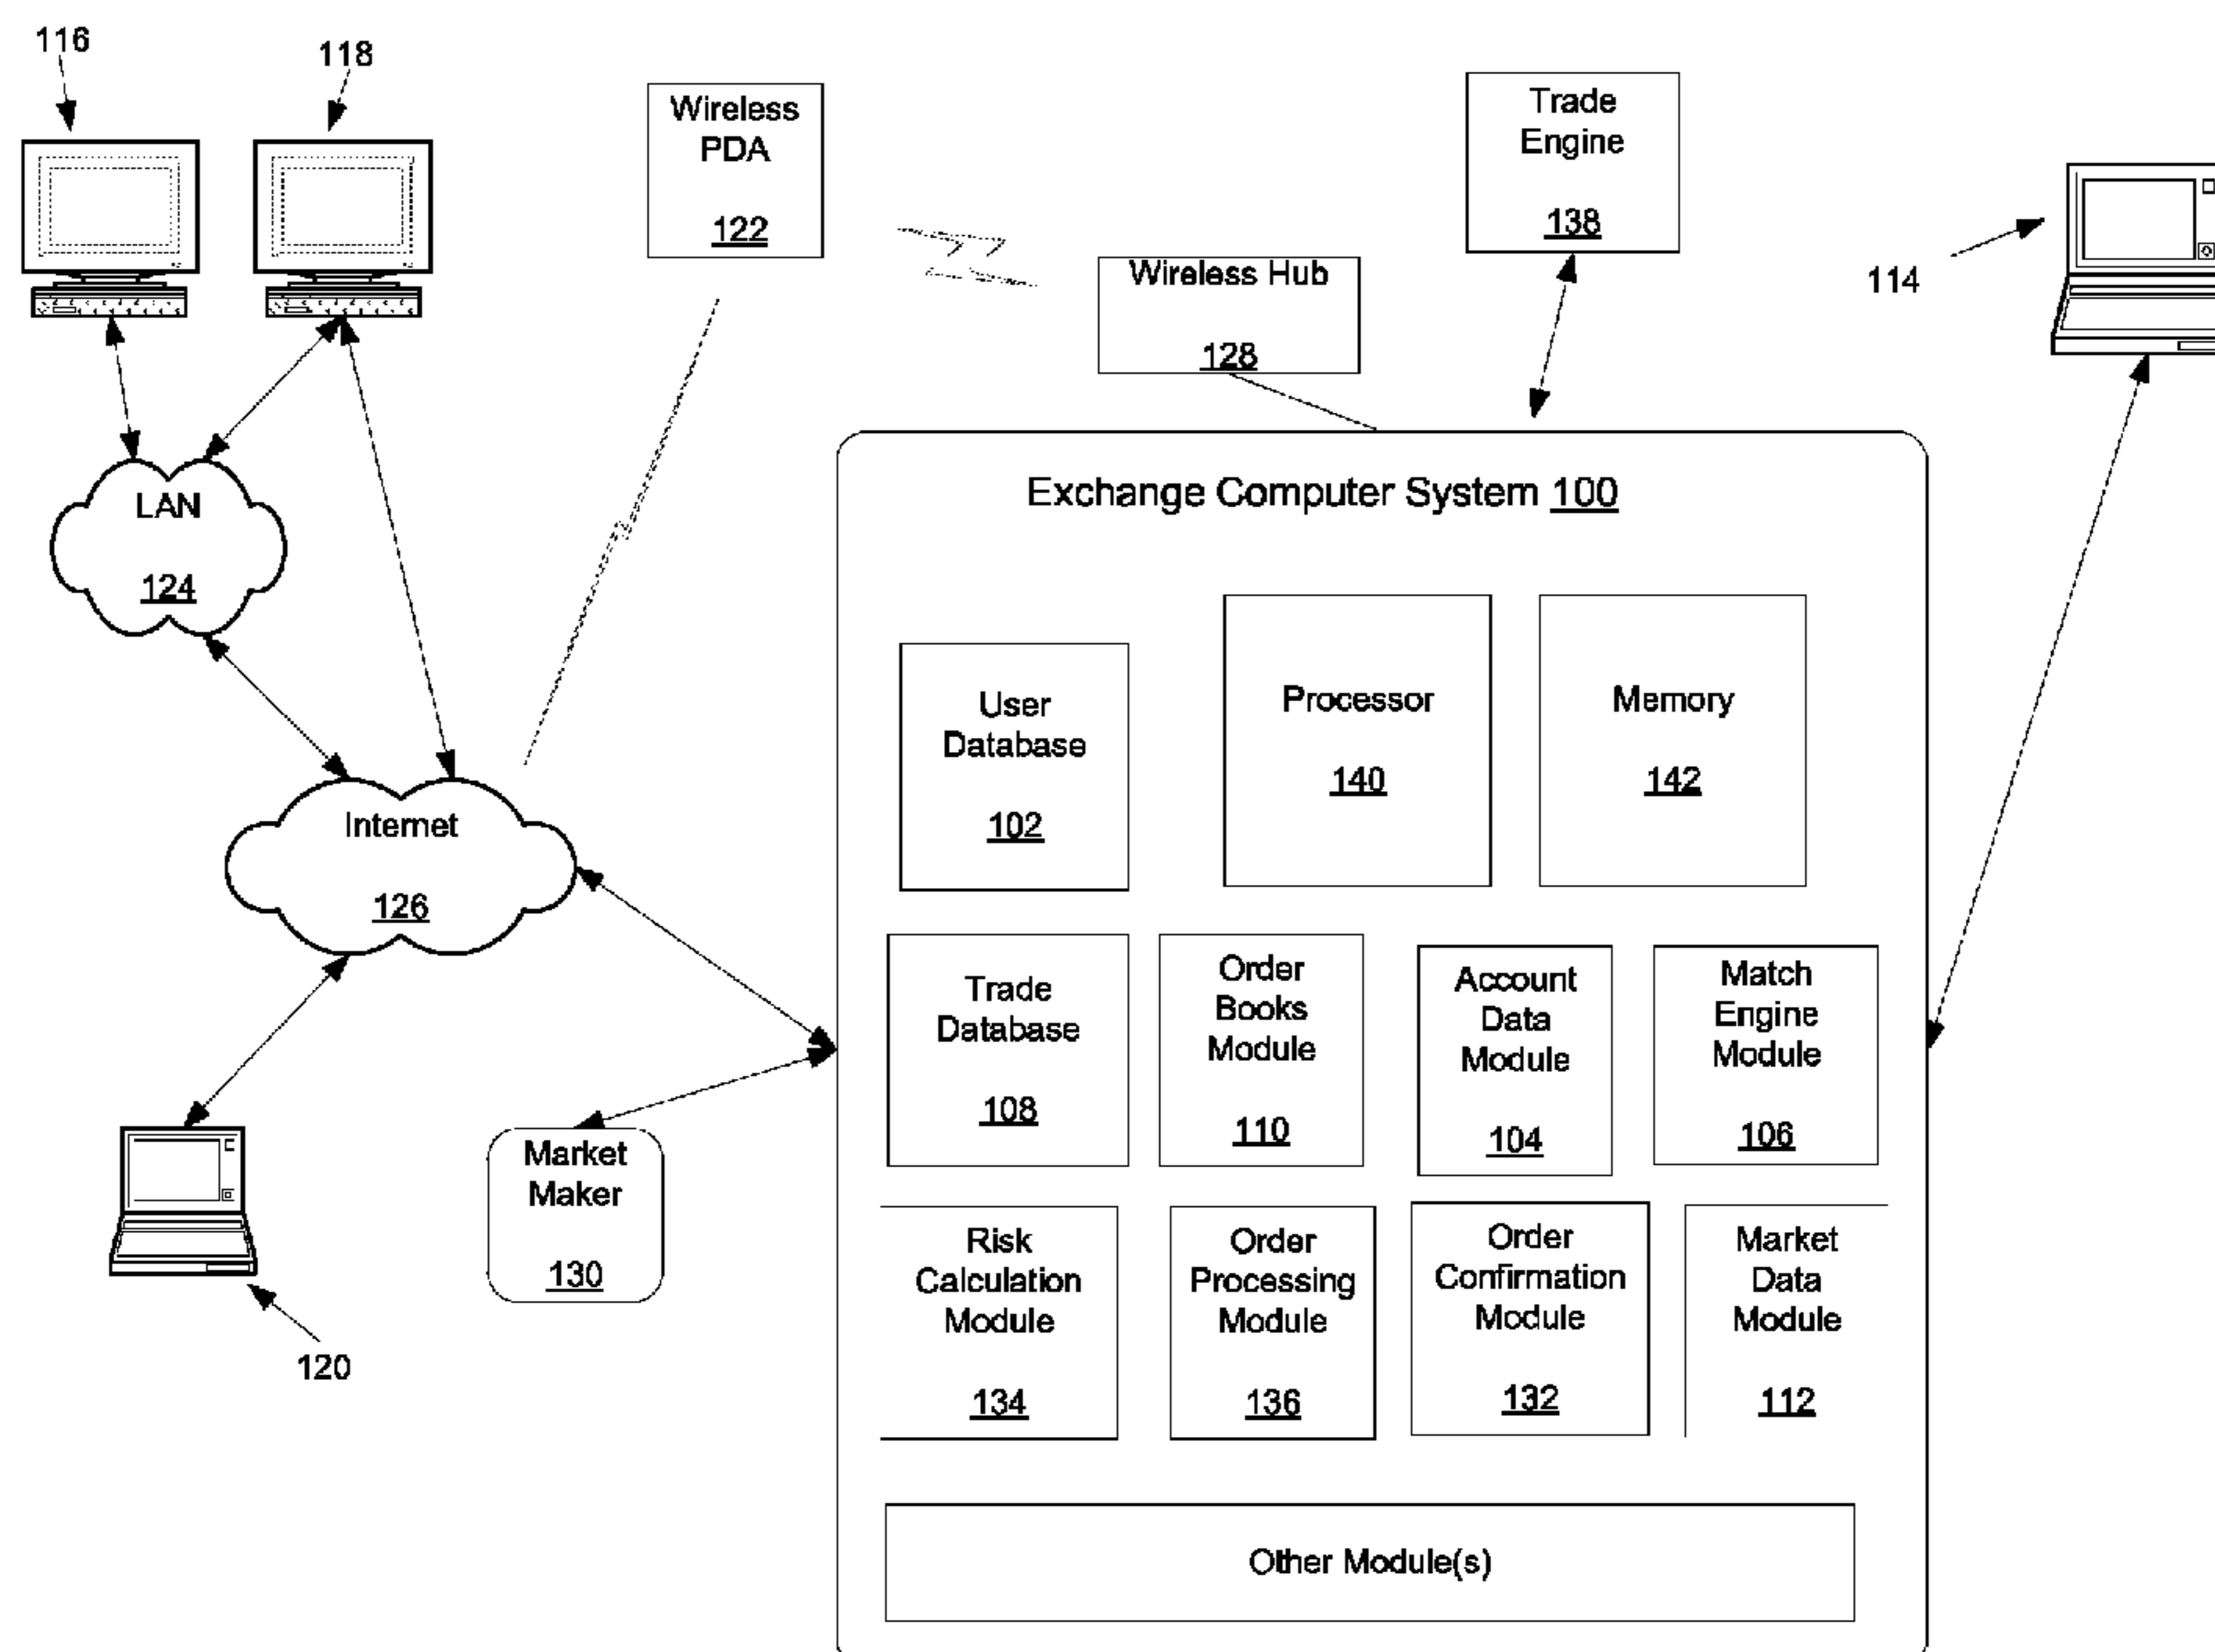 116
118
Wireless
PDA
122
Trade
Engine
138
Wireless Hub
128
114
LAN
124
Exchange Computer System 100
User
Database
102
Processor
140
Memory
142
Internet
126
Trade
Database
108
Order
Books
Module
110
Account
Data
Module
104
Match
Engine
Module
106
Market
Maker
130
Risk
Calculation
Module
134
Order
Processing
Module
136
Order
Confirmation
Module
132
Market
Data
Module
112
120
Other Module(s)